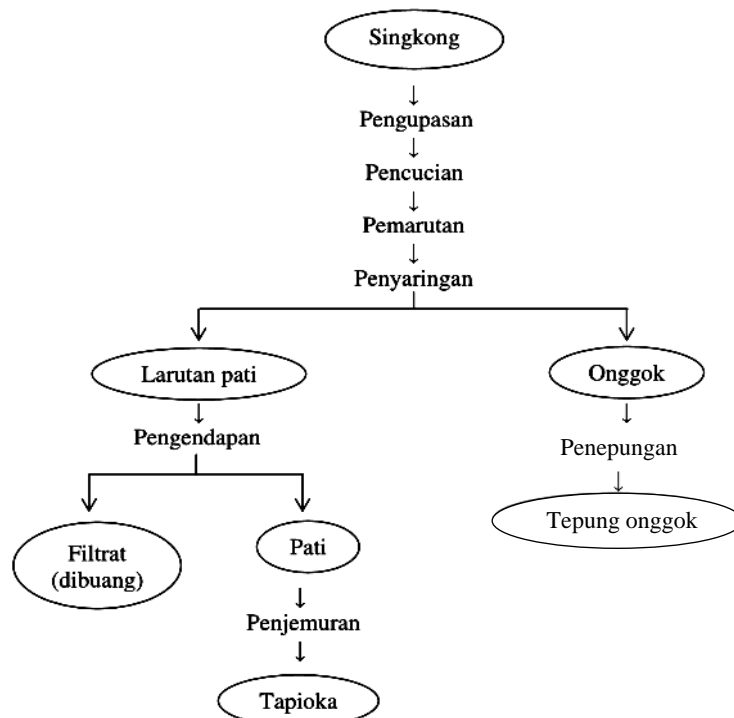 Singkong
↓
Pengupasan
↓
Pencucian
↓
Pemarutan
↓
Penyaringan
Larutan pati
↓
Pengendapan
Filtrat
(dibuang)
Pati
↓
Penjemuran
↓
Tapioka
Onggok
↓
Penepungan
↓
Tepung onggok